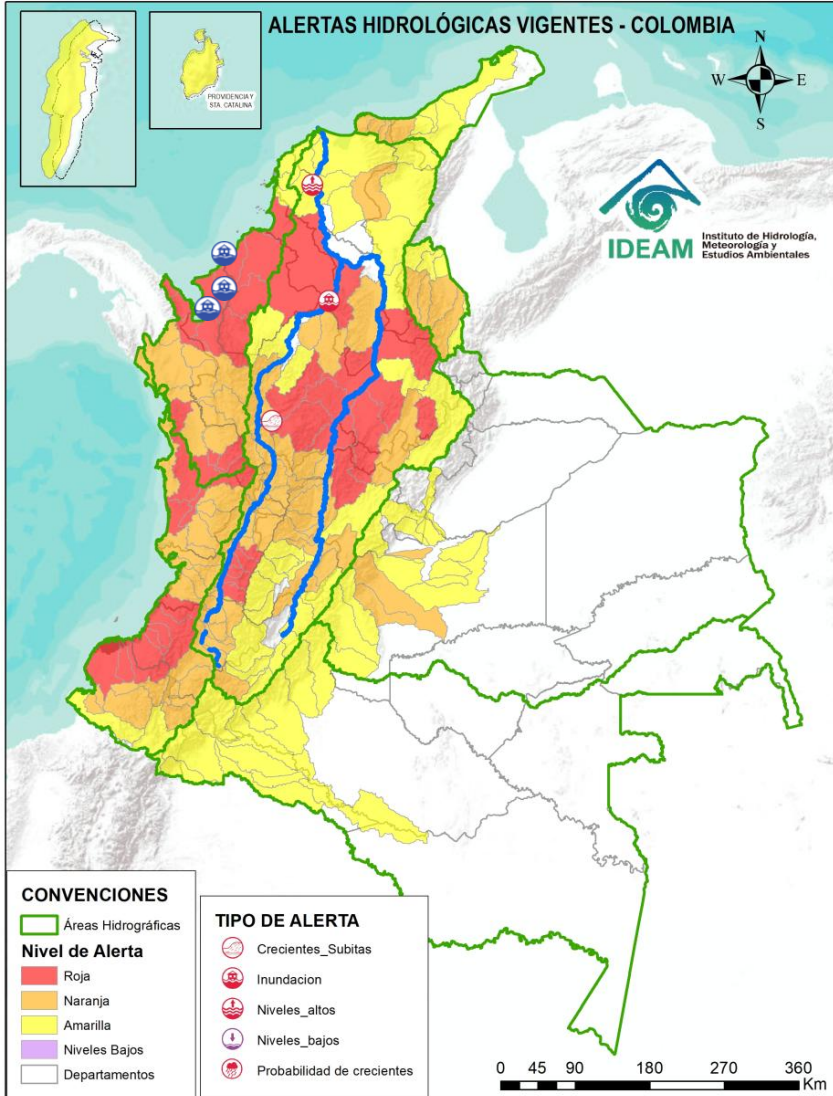 ALERTAS HIDROLÓGICAS VIGENTES - COLOMBIA
PROVIDENCIA Y
STA. CATALINA
N
W
E
S
IDEAM
Instituto de Hidrología,
Meteorología y
Estudios Ambientales
CONVENCIONES
Áreas Hidrográficas
Nivel de Alerta
Roja
Naranja
Amarilla
Niveles Bajos
Departamentos
TIPO DE ALERTA
Crecientes_Subitas
Inundacion
Niveles_altos
Niveles_bajos
Probabilidad de crecientes
0 45 90 180 270 360
Km